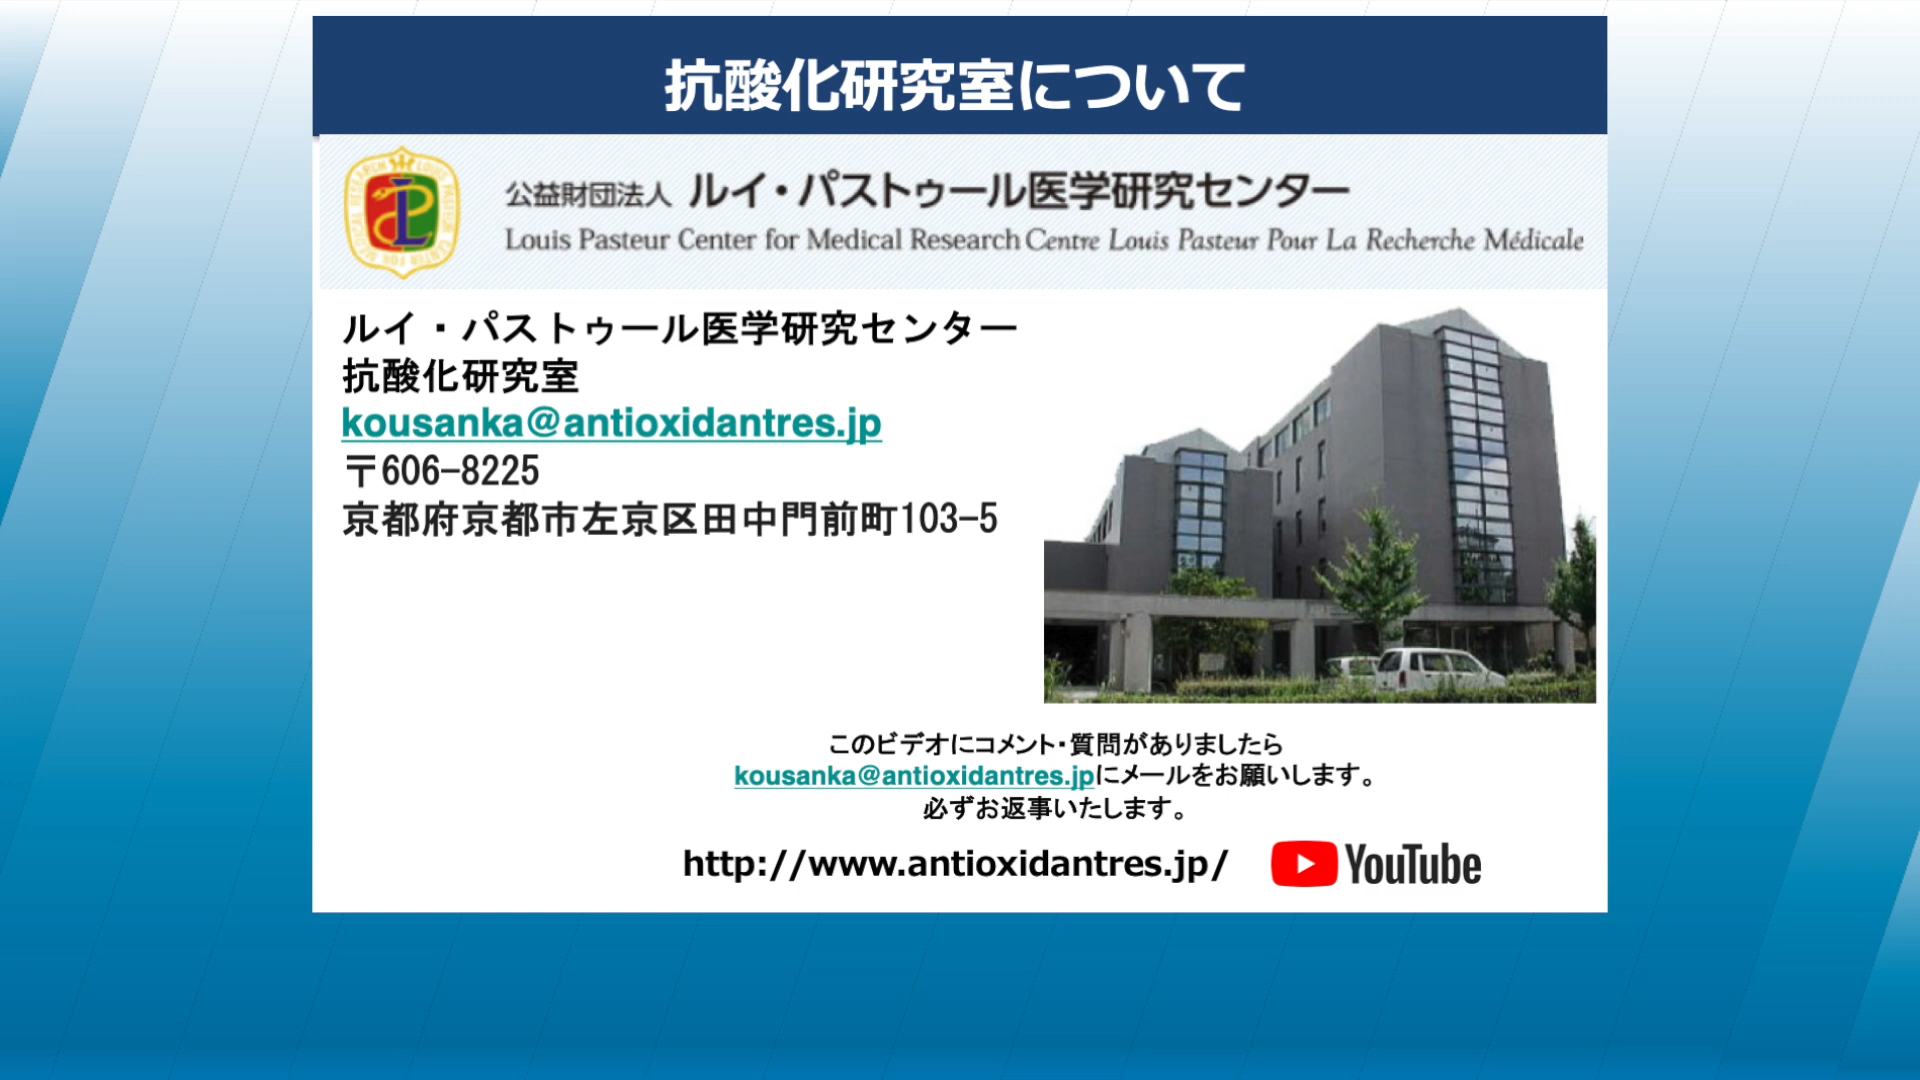 抗酸化研究室について
公益財団法人 ルイ・パストゥール医学研究センター
Louis Pasteur Center for Medical Research Centre Louis Pasteur Pour La Recherche Médicale
ルイ・パストゥール医学研究センター
抗酸化研究室
kousanka@antioxidantres.jp
〒606-8225
京都府京都市左京区田中門前町103-5
このビデオにコメント・質問がありましたら
kousanka@antioxidantres.jpにメールをお願いします。
必ずお返事いたします。
http://www.antioxidantres.jp/
YouTube